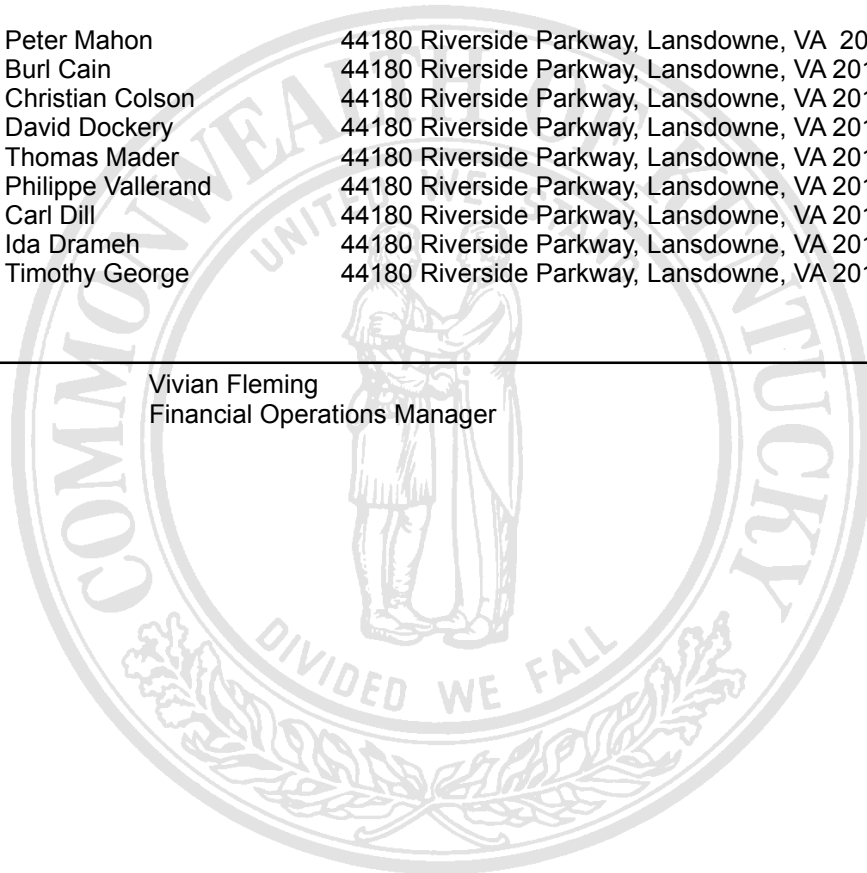 Peter Mahon 44180 Riverside Parkway, Lansdowne, VA 20
Burl Cain 44180 Riverside Parkway, Lansdowne, VA 201
Christian Colson 44180 Riverside Parkway, Lansdowne, VA 201
David Dockery 44180 Riverside Parkway, Lansdowne, VA 201
Thomas Mader 44180 Riverside Parkway, Lansdowne, VA 201
Philippe Vallerand 44180 Riverside Parkway, Lansdowne, VA 201
Carl Dill 44180 Riverside Parkway, Lansdowne, VA 201
Ida Drameh 44180 Riverside Parkway, Lansdowne, VA 201
Timothy George 44180 Riverside Parkway, Lansdowne, VA 201
Vivian Fleming
Financial Operations Manager
COMMONWEALTH OF KENTUCKY
UNITED WE STAND
DIVIDED WE FALL